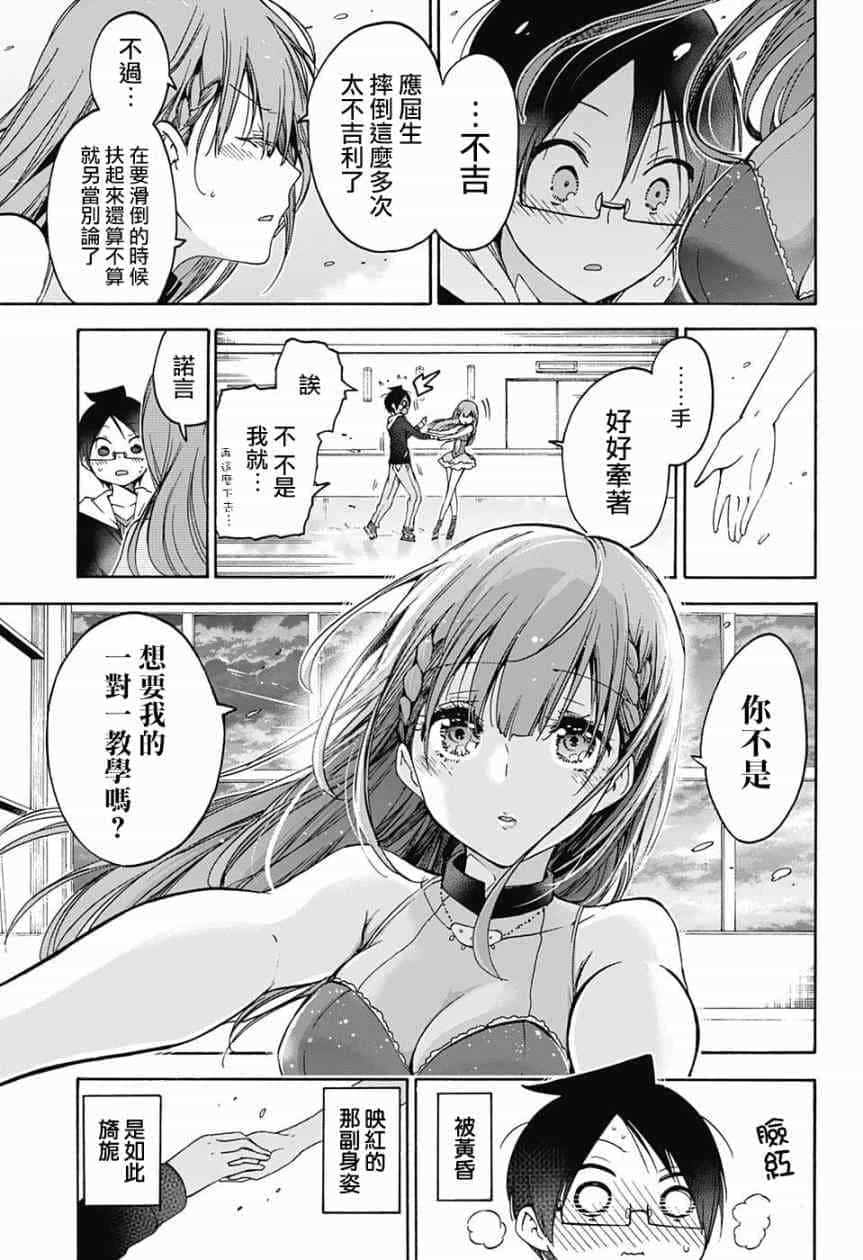 …不吉
應屆生
摔倒這麼多次
太不吉利了
不過…
在要滑倒的時候
扶起來還算不算
就另當別論了
……手
好好牽著
誒
不 不是
我就…
再這麼下去…
諾言
你不是
想要我的
一對一教學嗎?
臉紅
被黃昏
映紅的
那副身姿
是如此
旖旎